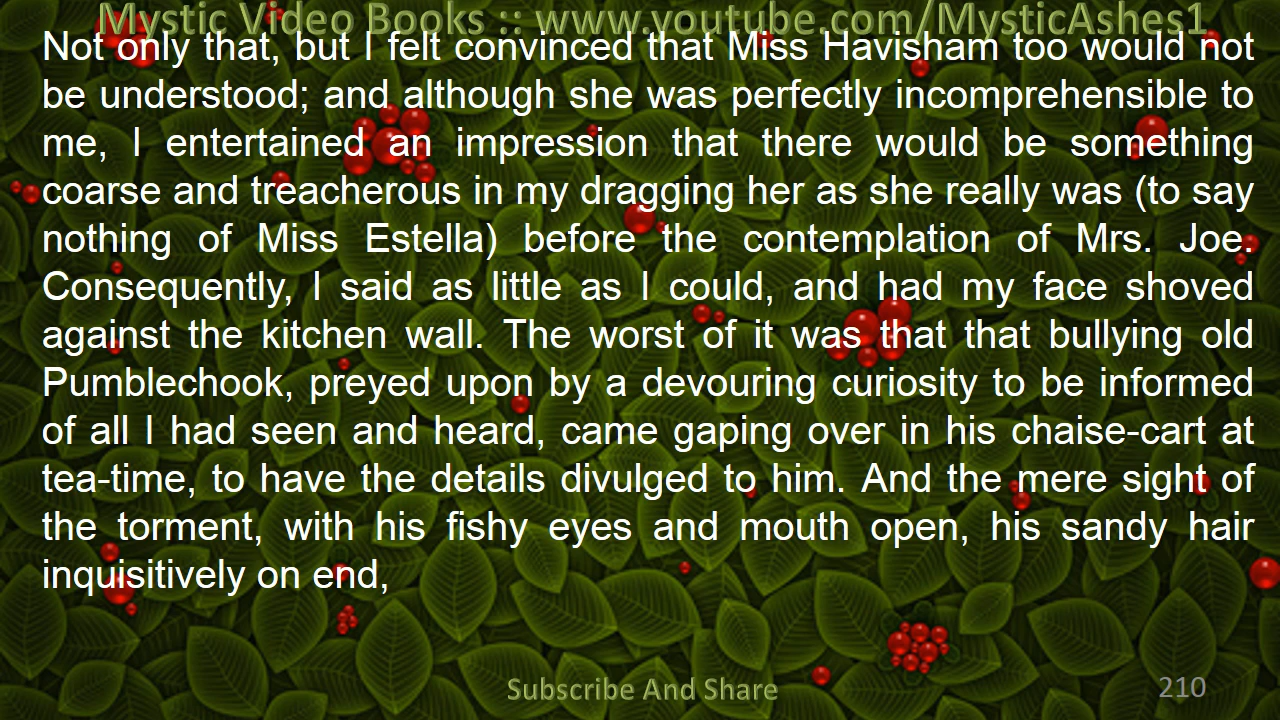 Mystic Video Books :: www.youtube.com/MysticAshes1
Not only that, but I felt convinced that Miss Havisham too would not
be understood; and although she was perfectly incomprehensible to
me, I entertained an impression that there would be something
coarse and treacherous in my dragging her as she really was (to say
nothing of Miss Estella) before the contemplation of Mrs. Joe.
Consequently, I said as little as I could, and had my face shoved
against the kitchen wall. The worst of it was that that bullying old
Pumblechook, preyed upon by a devouring curiosity to be informed
of all I had seen and heard, came gaping over in his chaise-cart at
tea-time, to have the details divulged to him. And the mere sight of
the torment, with his fishy eyes and mouth open, his sandy hair
inquisitively on end,
Subscribe And Share
210